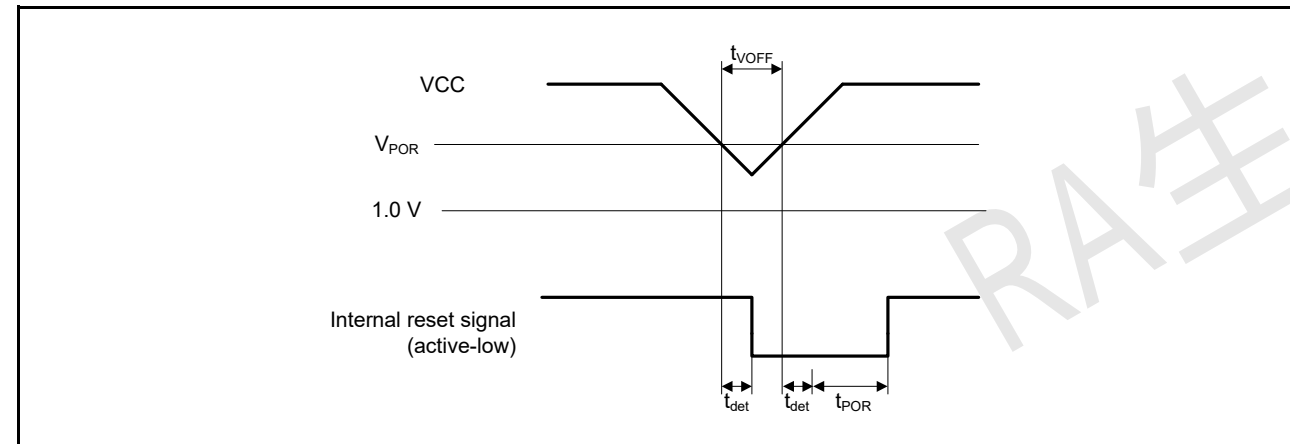 tVOFF
VCC
VPOR
1.0 V
Internal reset signal
(active-low)
tdet
tdet
tPOR
RA生